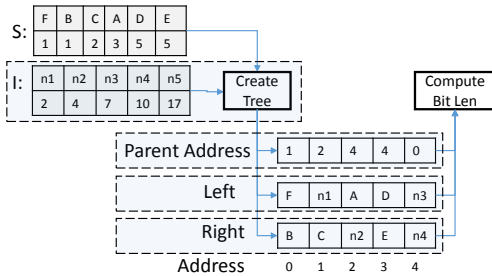 S: F B C A D E
1 1 2 3 5 5
I: n1 n2 n3 n4 n5
2 4 7 10 17
Create
Tree
Compute
Bit Len
Parent Address 1 2 4 4 0
Left F n1 A D n3
Right B C n2 E n4
Address 0 1 2 3 4